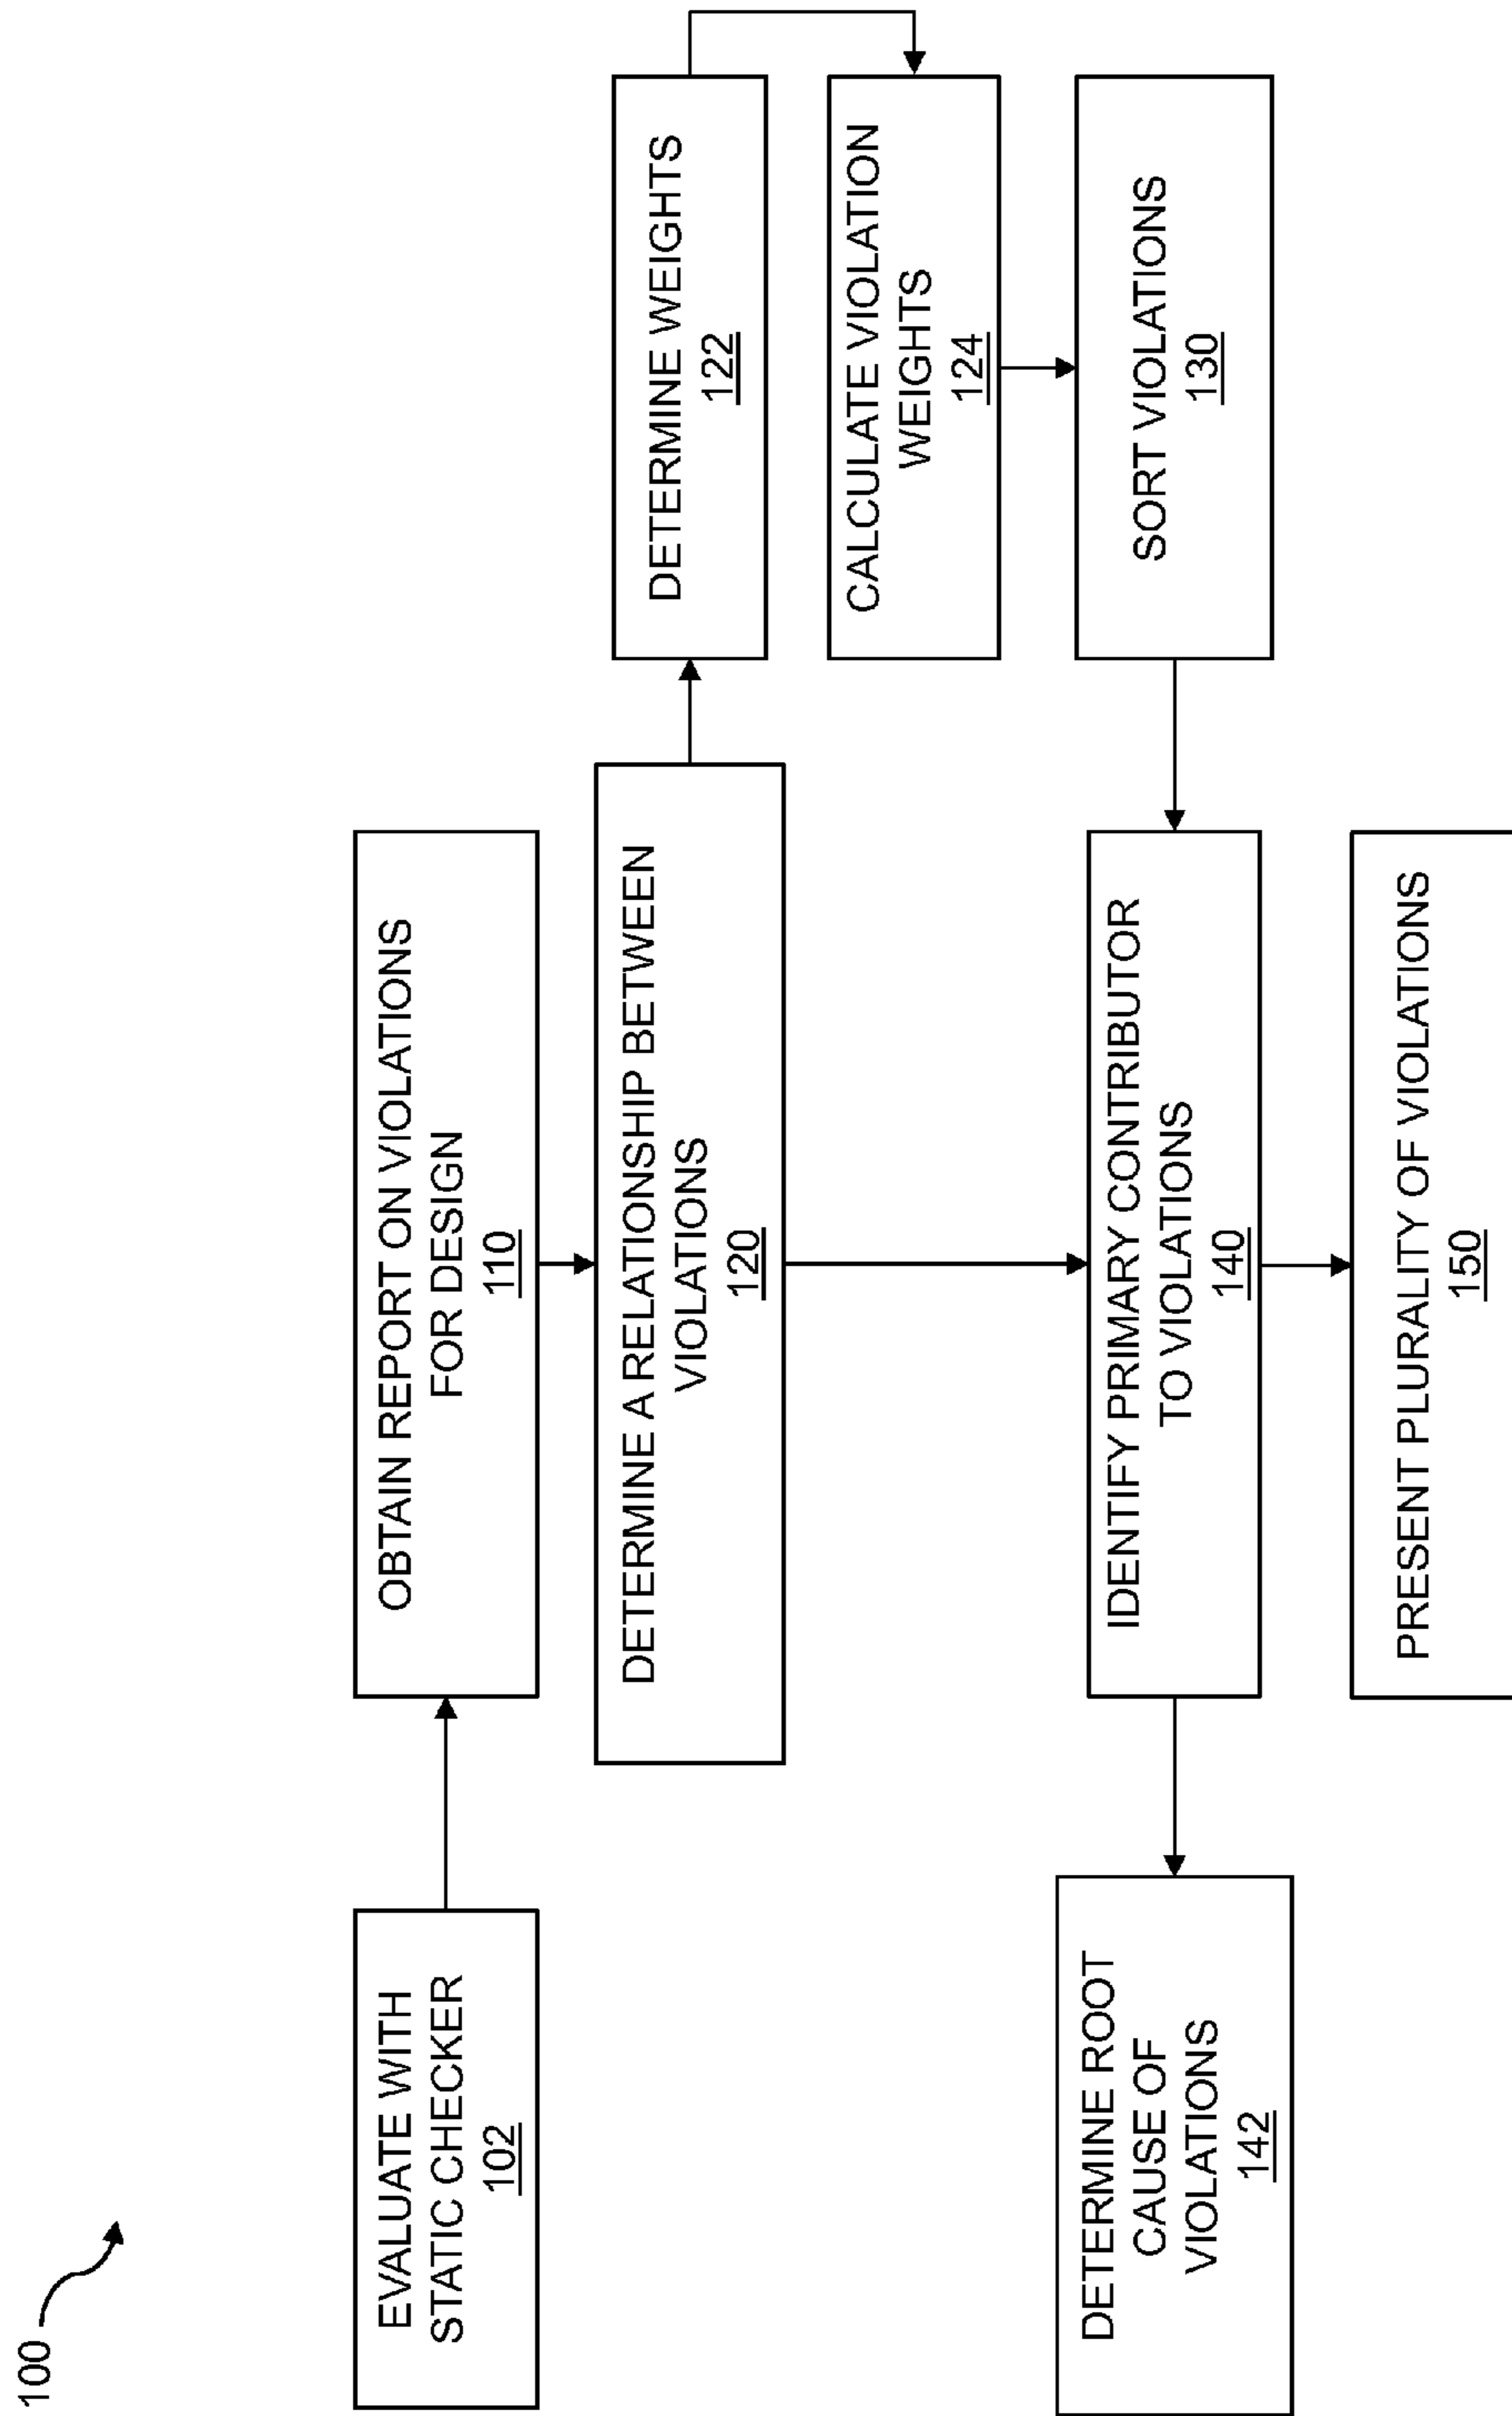 100
EVALUATE WITH
STATIC CHECKER
102
OBTAIN REPORT ON VIOLATIONS
FOR DESIGN
110
DETERMINE A RELATIONSHIP BETWEEN
VIOLATIONS
120
DETERMINE WEIGHTS
122
CALCULATE VIOLATION
WEIGHTS
124
SORT VIOLATIONS
130
IDENTIFY PRIMARY CONTRIBUTOR
TO VIOLATIONS
140
DETERMINE ROOT
CAUSE OF
VIOLATIONS
142
PRESENT PLURALITY OF VIOLATIONS
150